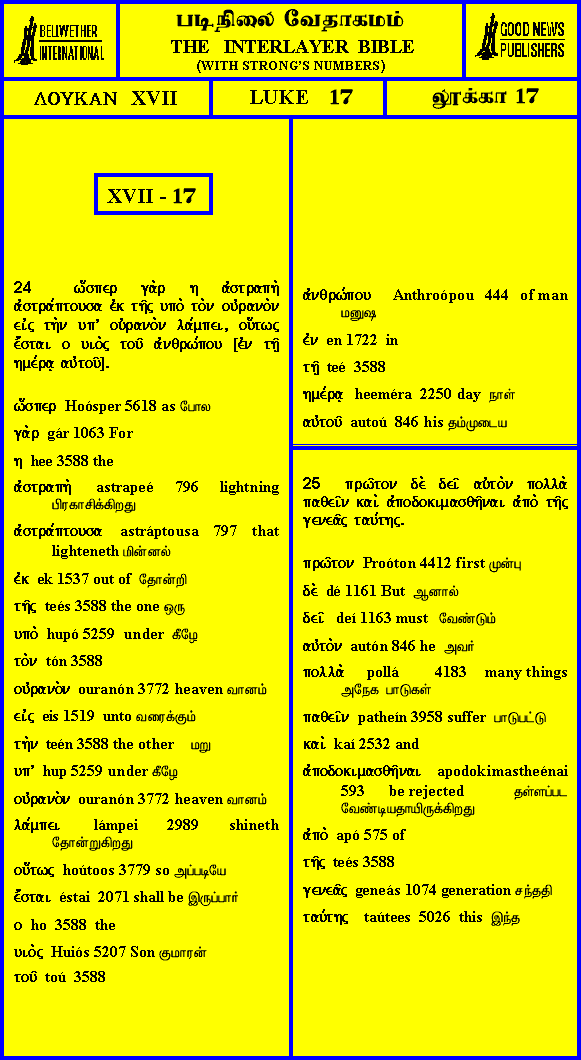 BELLWETHER
INTERNATIONAL
படிநிலை வேதாகமம்
THE INTERLAYER BIBLE
(WITH STRONG'S NUMBERS)
GOOD NEWS
PUBLISHERS
ΛΟΥΚΑΝ XVII
LUKE 17
லூக்கா 17
XVII - 17
24 ὥσπερ γὰρ η ἀστραπὴ
ἀστράπτουσα ἐκ τῆς υπὸ τὸν οὐρανὸν
εἰς τὴν υπ' οὐρανὸν λάμπει, οὕτως
ἔσται ο υιὸς τοῦ ἀνθρώπου [ἐν τῇ
ημέρᾳ αὐτοῦ].
ὥσπερ Hoósper 5618 as போல
γὰρ gár 1063 For
η hee 3588 the
ἀστραπὴ astrapeé 796 lightning
பிரகாசிக்கிறது
ἀστράπτουσα astráptousa 797 that
lighteneth மின்னல்
ἐκ ek 1537 out of தோன்றி
τῆς teés 3588 the one ஒரு
υπὸ hupó 5259 under கீழே
τὸν tón 3588
οὐρανὸν ouranón 3772 heaven வானம்
εἰς eis 1519 unto வரைக்கும்
τὴν teén 3588 the other மறு
υπ' hup 5259 under கீழே
οὐρανὸν ouranón 3772 heaven வானம்
λάμπει lámpei 2989 shineth
தோன்றுகிறது
οὕτως hoútoos 3779 so அப்படியே
ἔσται éstai 2071 shall be இருப்பார்
ο ho 3588 the
υιὸς Huiós 5207 Son குமாரன்
τοῦ toú 3588
ἀνθρώπου Anthroópou 444 of man
மனுஷ
ἐν en 1722 in
τῇ teé 3588
ημέρᾳ heeméra 2250 day நாள்
αὐτοῦ autoú 846 his தம்முடைய
25 πρῶτον δὲ δεῖ αὐτὸν πολλὰ
παθεῖν καὶ ἀποδοκιμασθῆναι ἀπὸ τῆς
γενεᾶς ταύτης.
πρῶτον Proóton 4412 first முன்பு
δὲ dé 1161 But ஆனால்
δεῖ deí 1163 must வேண்டும்
αὐτὸν autón 846 he அவர்
πολλὰ pollá 4183 many things
அநேக பாடுகள்
παθεῖν patheín 3958 suffer பாடுபட்டு
καὶ kaí 2532 and
ἀποδοκιμασθῆναι apodokimastheénai
593 be rejected தள்ளப்பட
வேண்டியதாயிருக்கிறது
ἀπὸ apó 575 of
τῆς teés 3588
γενεᾶς geneás 1074 generation சந்ததி
ταύτης taútees 5026 this இந்த